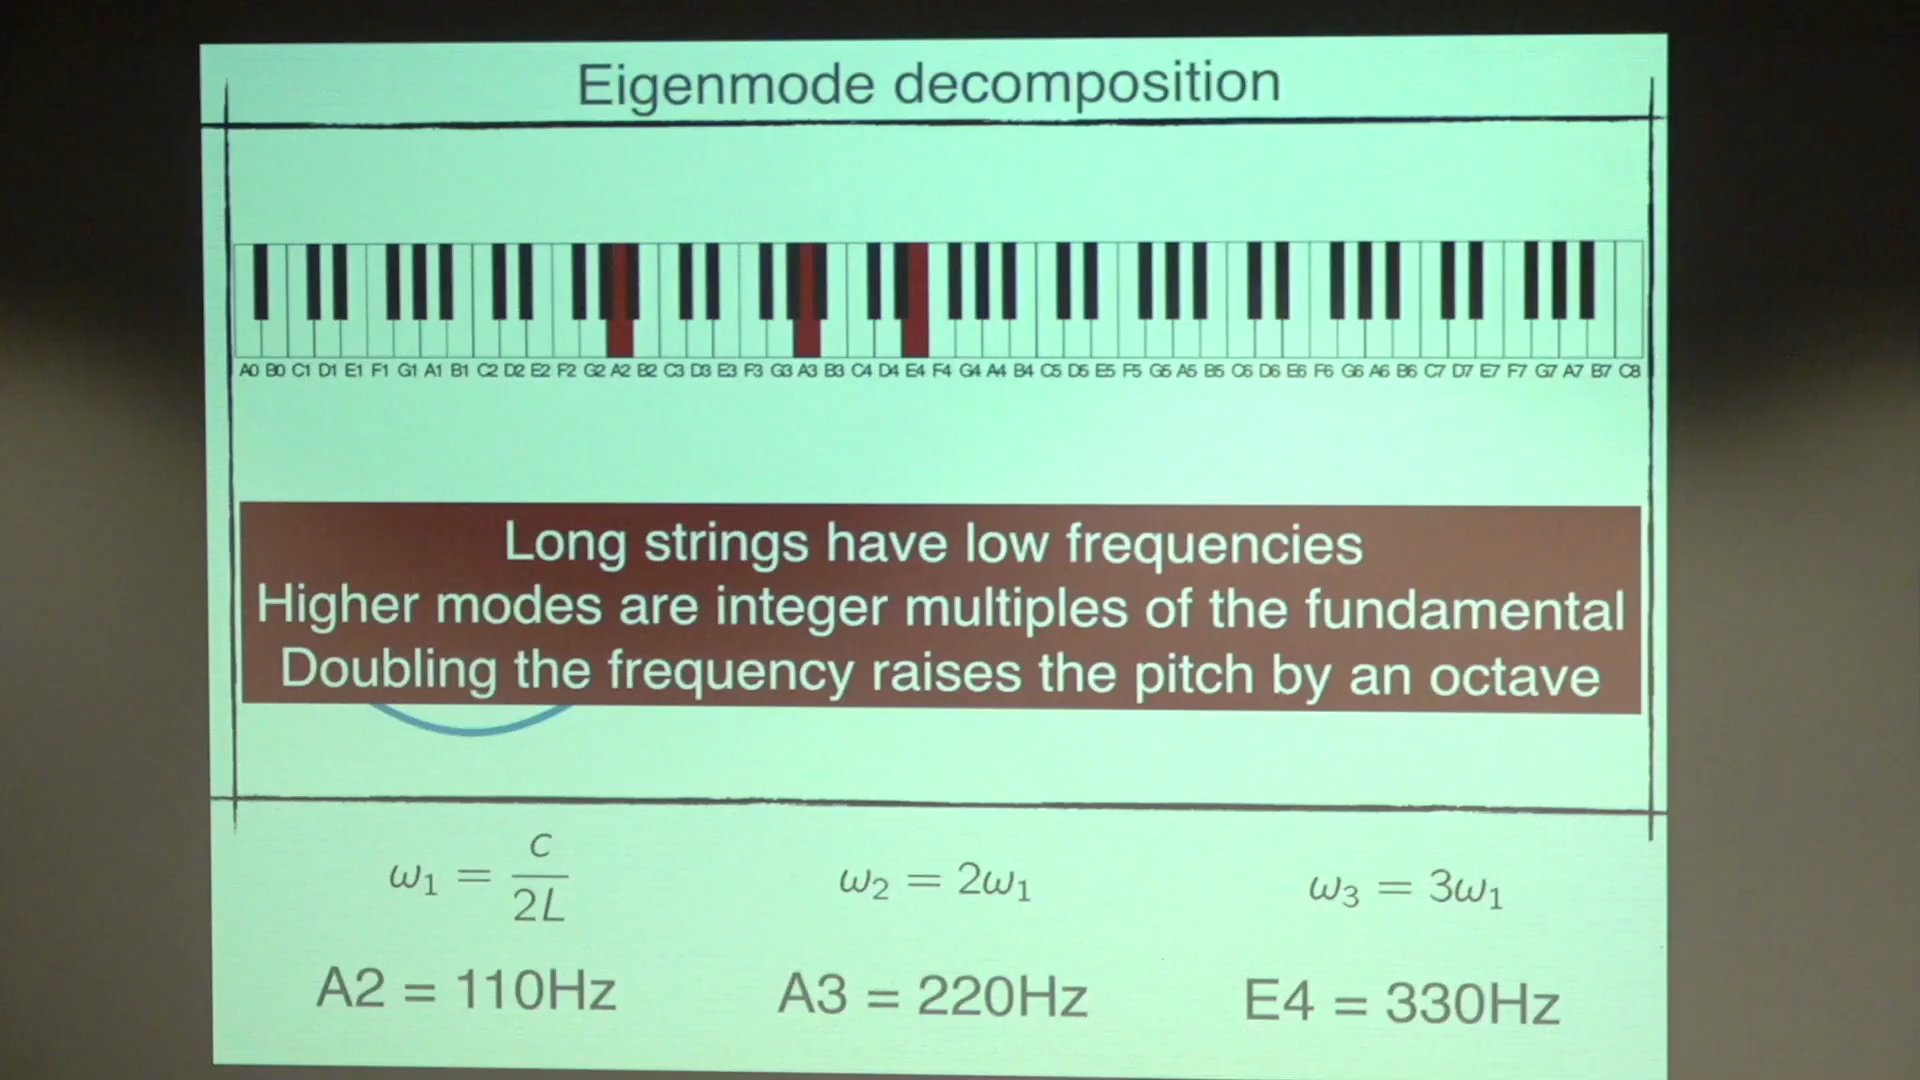 Eigenmode decomposition
A0 B0 C1 D1 E1 F1 G1 A1 B1 C2 D2 E2 F2 G2 A2 B2 C3 D3 E3 F3 G3 A3 B3 C4 D4 E4 F4 G4 A4 B4 C5 D5 E5 F5 G5 A5 B5 C6 D6 E6 F6 G6 A6 B6 C7 D7 E7 F7 G7 A7 B7 C8
Long strings have low frequencies
Higher modes are integer multiples of the fundamental
Doubling the frequency raises the pitch by an octave
ω₁ = c/2L ω₂ = 2ω₁ ω₃ = 3ω₁
A2 = 110Hz A3 = 220Hz E4 = 330Hz